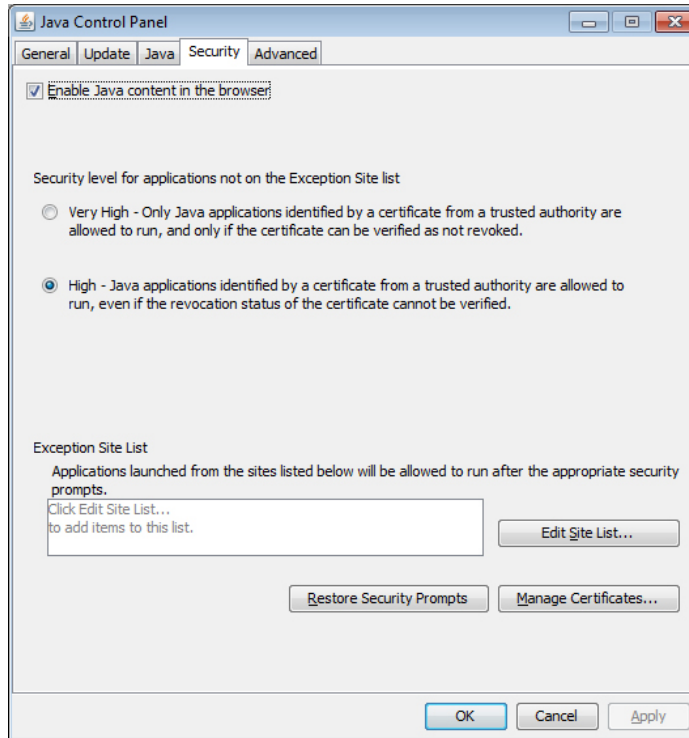 Java Control Panel
General Update Java Security Advanced
Enable Java content in the browser
Security level for applications not on the Exception Site list
Very High - Only Java applications identified by a certificate from a trusted authority are
allowed to run, and only if the certificate can be verified as not revoked.
High - Java applications identified by a certificate from a trusted authority are allowed to
run, even if the revocation status of the certificate cannot be verified.
Exception Site List
Applications launched from the sites listed below will be allowed to run after the appropriate security
prompts.
Click Edit Site List...
to add items to this list.
Edit Site List...
Restore Security Prompts Manage Certificates...
OK Cancel Apply